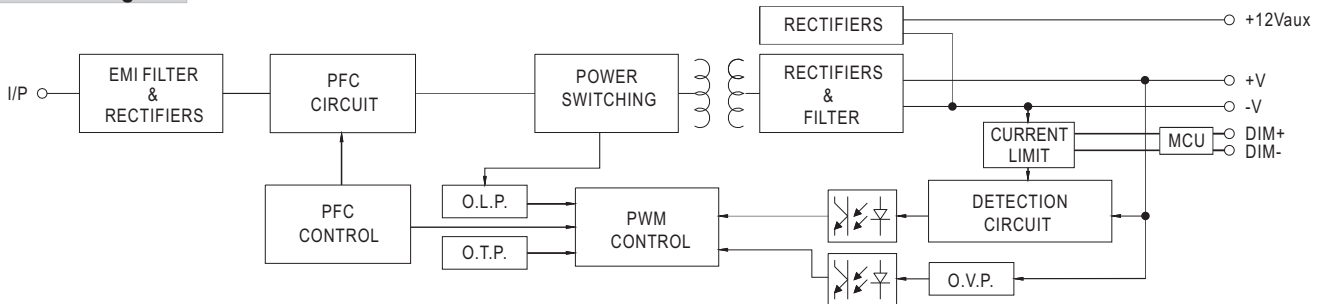 RECTIFIERS
+12Vaux
I/P
EMI FILTER
&
RECTIFIERS
PFC
CIRCUIT
POWER
SWITCHING
RECTIFIERS
&
FILTER
+V
-V
CURRENT
LIMIT
MCU
DIM+
DIM-
PFC
CONTROL
O.L.P.
O.T.P.
PWM
CONTROL
DETECTION
CIRCUIT
O.V.P.